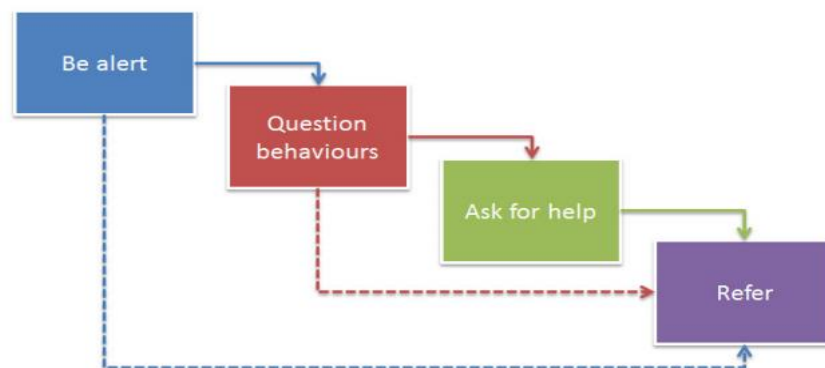 Be alert
Question
behaviours
Ask for help
Refer